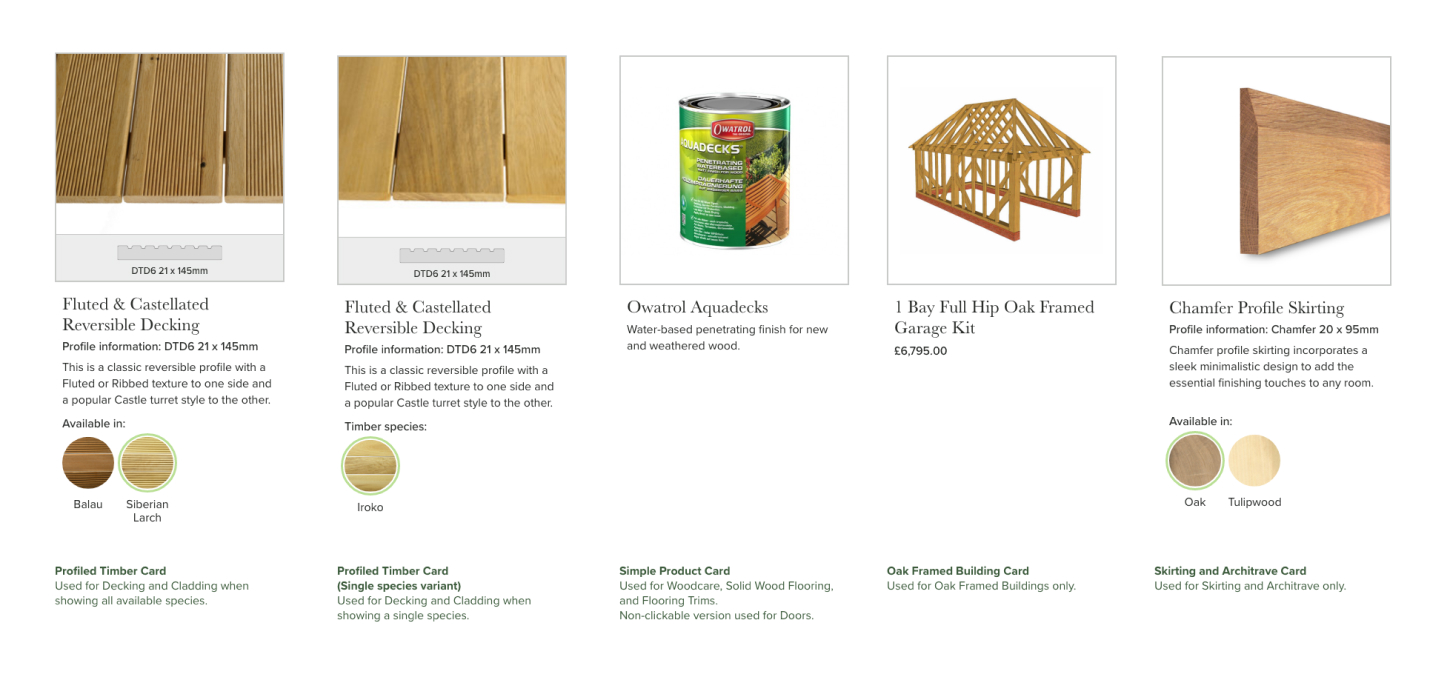 DTD6 21 x 145mm
Fluted & Castellated
Reversible Decking
Profile information: DTD6 21 x 145mm
This is a classic reversible profile with a
Fluted or Ribbed texture to one side and
a popular Castle turret style to the other.
Available in:
Balau
Siberian
Larch
Profiled Timber Card
Used for Decking and Cladding when
showing all available species.
DTD6 21 x 145mm
Fluted & Castellated
Reversible Decking
Profile information: DTD6 21 x 145mm
This is a classic reversible profile with a
Fluted or Ribbed texture to one side and
a popular Castle turret style to the other.
Timber species:
Iroko
Profiled Timber Card
(Single species variant)
Used for Decking and Cladding when
showing a single species.
OWATROL
AQUADECKS
PENETRATING
WATERBASED
DAUERHAFTE
Owatrol Aquadecks
Water-based penetrating finish for new
and weathered wood.
Simple Product Card
Used for Woodcare, Solid Wood Flooring,
and Flooring Trims.
Non-clickable version used for Doors.
1 Bay Full Hip Oak Framed
Garage Kit
£6,795.00
Oak Framed Building Card
Used for Oak Framed Buildings only.
Chamfer Profile Skirting
Profile information: Chamfer 20 x 95mm
Chamfer profile skirting incorporates a
sleek minimalistic design to add the
essential finishing touches to any room.
Available in:
Oak
Tulipwood
Skirting and Architrave Card
Used for Skirting and Architrave only.